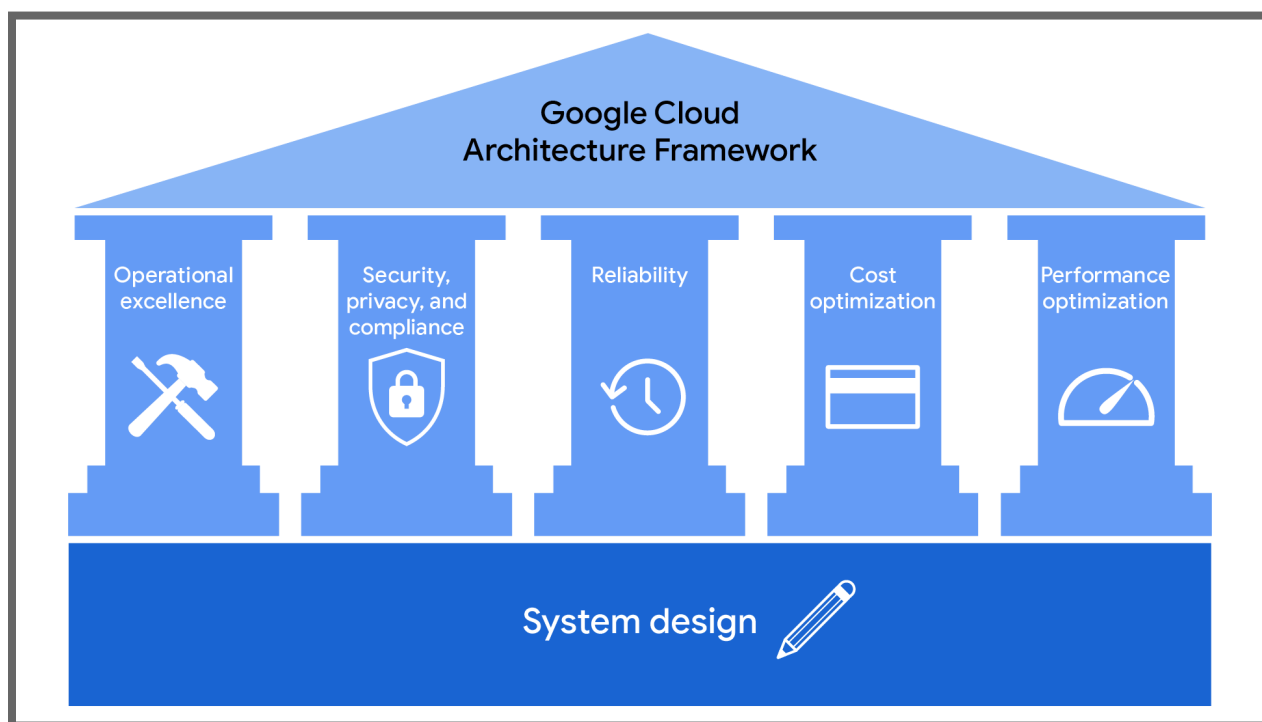 Google Cloud
Architecture Framework
Operational
excellence
Security,
privacy, and
compliance
Reliability
Cost
optimization
Performance
optimization
System design